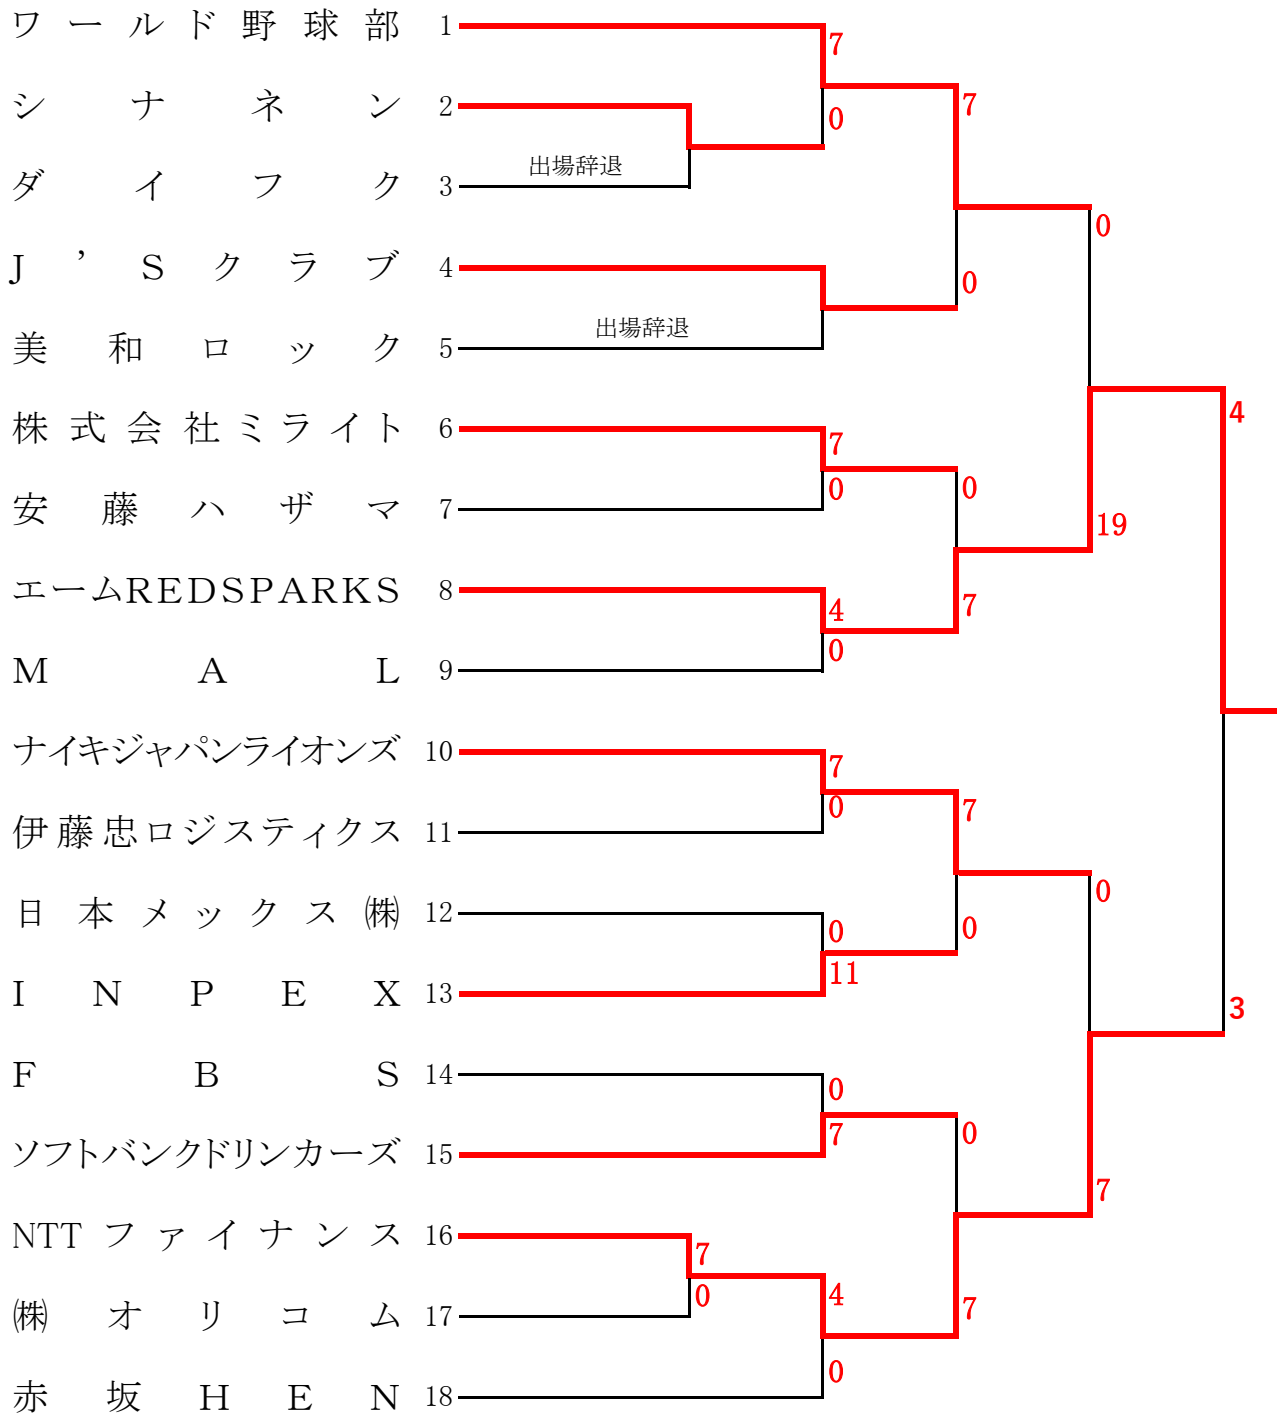 ワールド野球部 1
7
シナネン 2
7
0
出場辞退
ダイフク 3
0
J'Sクラブ 4
0
出場辞退
美和ロック 5
4
株式会社ミライト 6
7
0
0
安藤ハザマ 7
19
エームREDSPARKS 8
4
7
0
MAL 9
ナイキジャパンライオンズ 10
7
0
7
伊藤忠ロジスティクス 11
0
日本メックス㈱ 12
0
0
11
INPEX 13
3
FBS 14
0
7
0
ソフトバンクドリンカーズ 15
7
NTTファイナンス 16
7
0
4
7
㈱オリコム 17
0
赤坂HEN 18